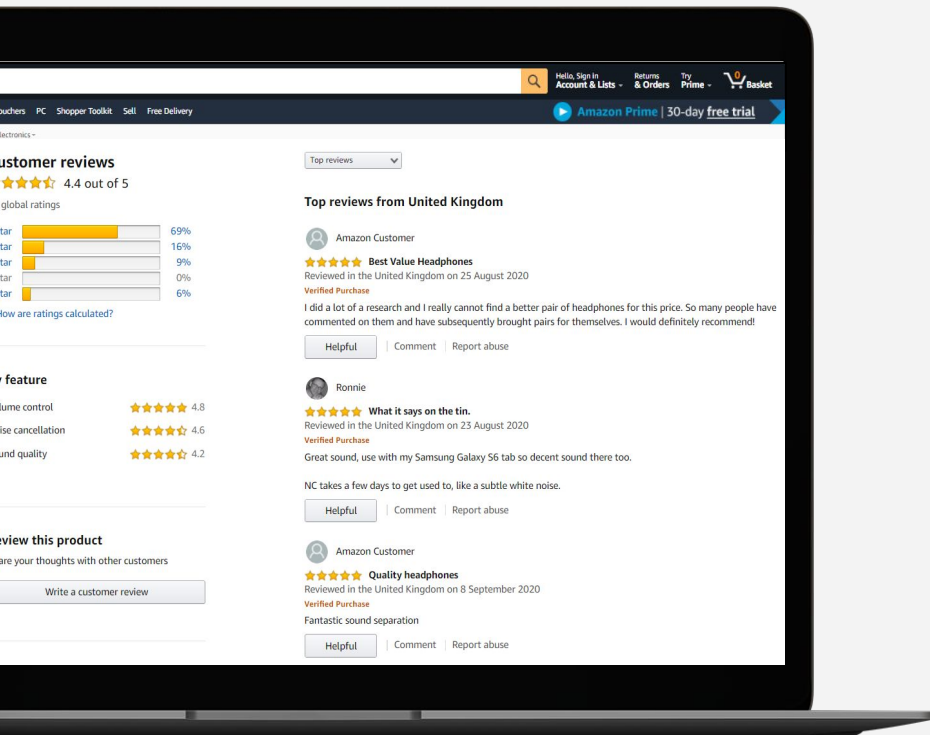 Hello, Sign in
Account & Lists
Returns
& Orders
Try
Prime
0
Basket
ouchers PC Shopper Toolkit Sell Free Delivery
Amazon Prime | 30-day free trial
lectronics
ustomer reviews
4.4 out of 5
global ratings
tar 69%
tar 16%
tar 9%
tar 0%
tar 6%
How are ratings calculated?
feature
lume control 4.8
ise cancellation 4.6
und quality 4.2
eview this product
are your thoughts with other customers
Write a customer review
Top reviews
Top reviews from United Kingdom
Amazon Customer
Best Value Headphones
Reviewed in the United Kingdom on 25 August 2020
Verified Purchase
I did a lot of a research and I really cannot find a better pair of headphones for this price. So many people have
commented on them and have subsequently brought pairs for themselves. I would definitely recommend!
Helpful | Comment | Report abuse
Ronnie
What it says on the tin.
Reviewed in the United Kingdom on 23 August 2020
Verified Purchase
Great sound, use with my Samsung Galaxy S6 tab so decent sound there too.
NC takes a few days to get used to, like a subtle white noise.
Helpful | Comment | Report abuse
Amazon Customer
Quality headphones
Reviewed in the United Kingdom on 8 September 2020
Verified Purchase
Fantastic sound separation
Helpful | Comment | Report abuse